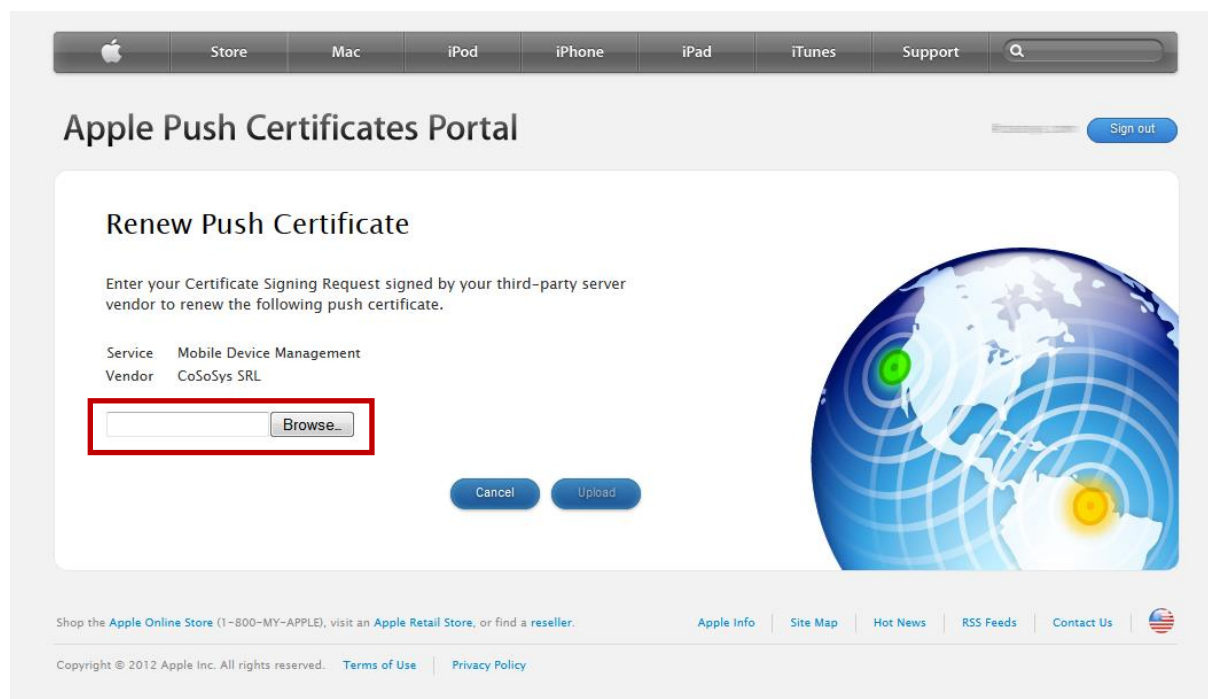 Store Mac iPod iPhone iPad iTunes Support
Apple Push Certificates Portal
Sign out
Renew Push Certificate
Enter your Certificate Signing Request signed by your third-party server
vendor to renew the following push certificate.
Service Mobile Device Management
Vendor CoSoSys SRL
Browse...
Cancel Upload
Shop the Apple Online Store (1-800-MY-APPLE), visit an Apple Retail Store, or find a reseller. Apple Info Site Map Hot News RSS Feeds Contact Us
Copyright © 2012 Apple Inc. All rights reserved. Terms of Use Privacy Policy